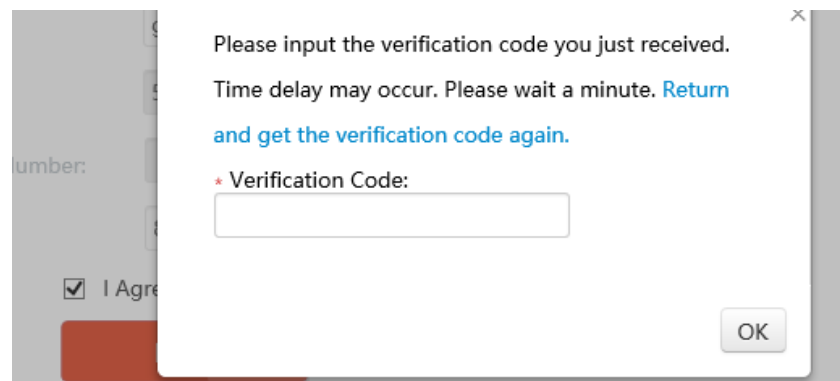 Please input the verification code you just received.
Time delay may occur. Please wait a minute. Return
and get the verification code again.
* Verification Code:
I Agre
OK